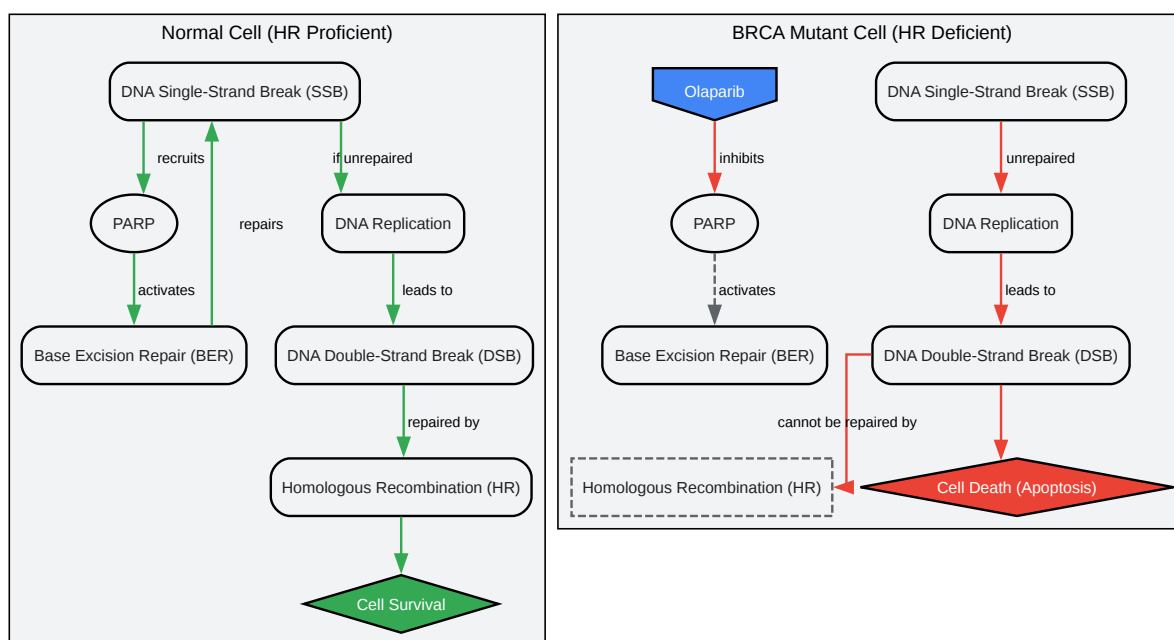 Normal Cell (HR Proficient)
DNA Single-Strand Break (SSB)
recruits
if unrepaired
PARP
repairs
DNA Replication
activates
leads to
Base Excision Repair (BER)
DNA Double-Strand Break (DSB)
repaired by
Homologous Recombination (HR)
Cell Survival
BRCA Mutant Cell (HR Deficient)
Olaparib
DNA Single-Strand Break (SSB)
inhibits
unrepaired
PARP
DNA Replication
activates
leads to
Base Excision Repair (BER)
DNA Double-Strand Break (DSB)
cannot be repaired by
Homologous Recombination (HR)
Cell Death (Apoptosis)